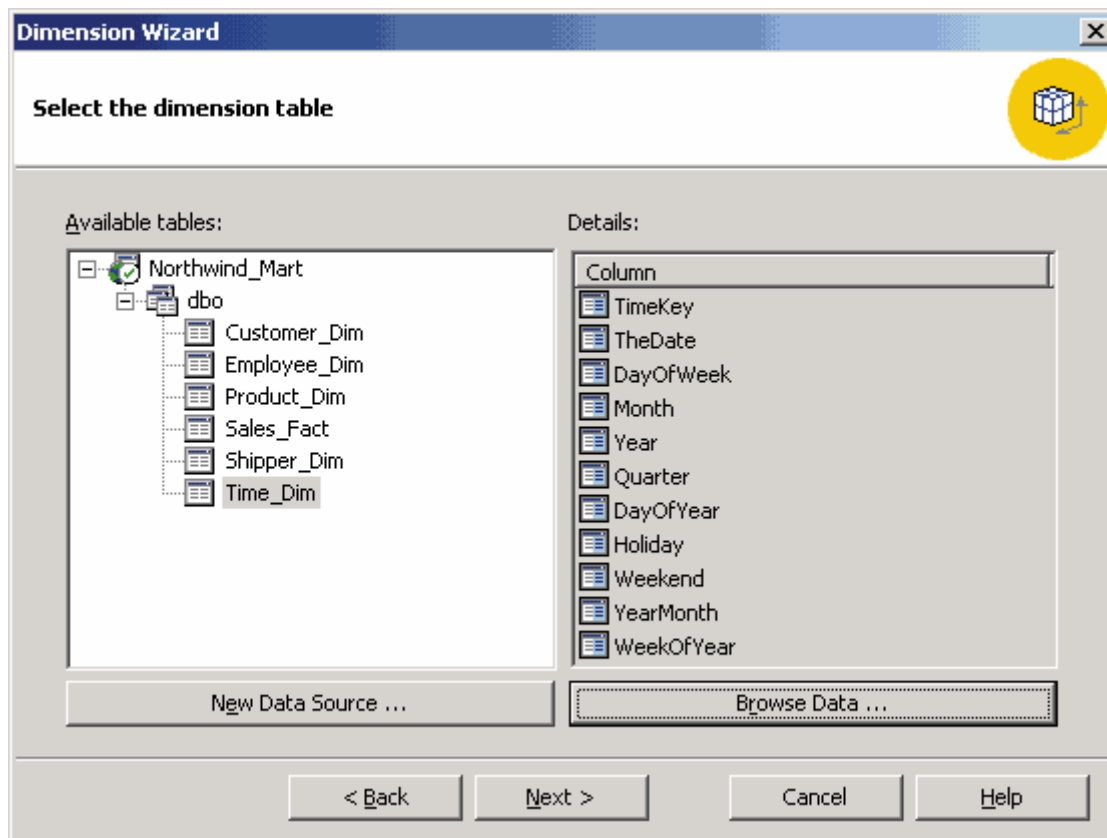 Dimension Wizard
Select the dimension table
Available tables:
Northwind_Mart
dbo
Customer_Dim
Employee_Dim
Product_Dim
Sales_Fact
Shipper_Dim
Time_Dim
New Data Source ...
Details:
Column
TimeKey
TheDate
DayOfWeek
Month
Year
Quarter
DayOfYear
Holiday
Weekend
YearMonth
WeekOfYear
Browse Data ...
< Back
Next >
Cancel
Help